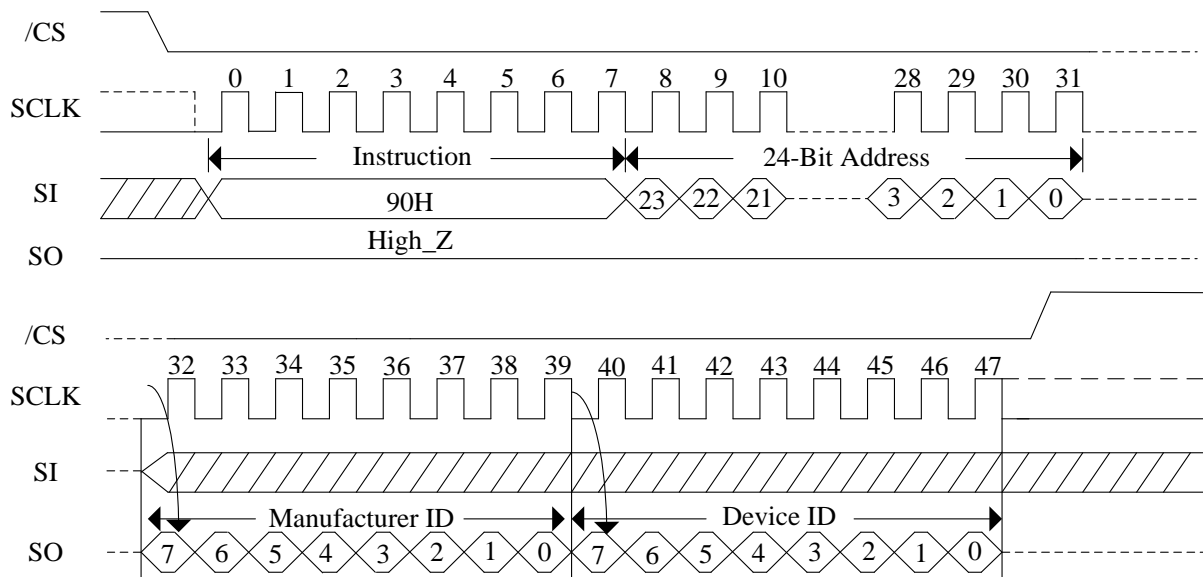 /CS
0 1 2 3 4 5 6 7 8 9 10 28 29 30 31
SCLK
Instruction 24-Bit Address
SI 90H 23 22 21 3 2 1 0
High_Z
SO
/CS
32 33 34 35 36 37 38 39 40 41 42 43 44 45 46 47
SCLK
SI
Manufacturer ID Device ID
SO 7 6 5 4 3 2 1 0 7 6 5 4 3 2 1 0